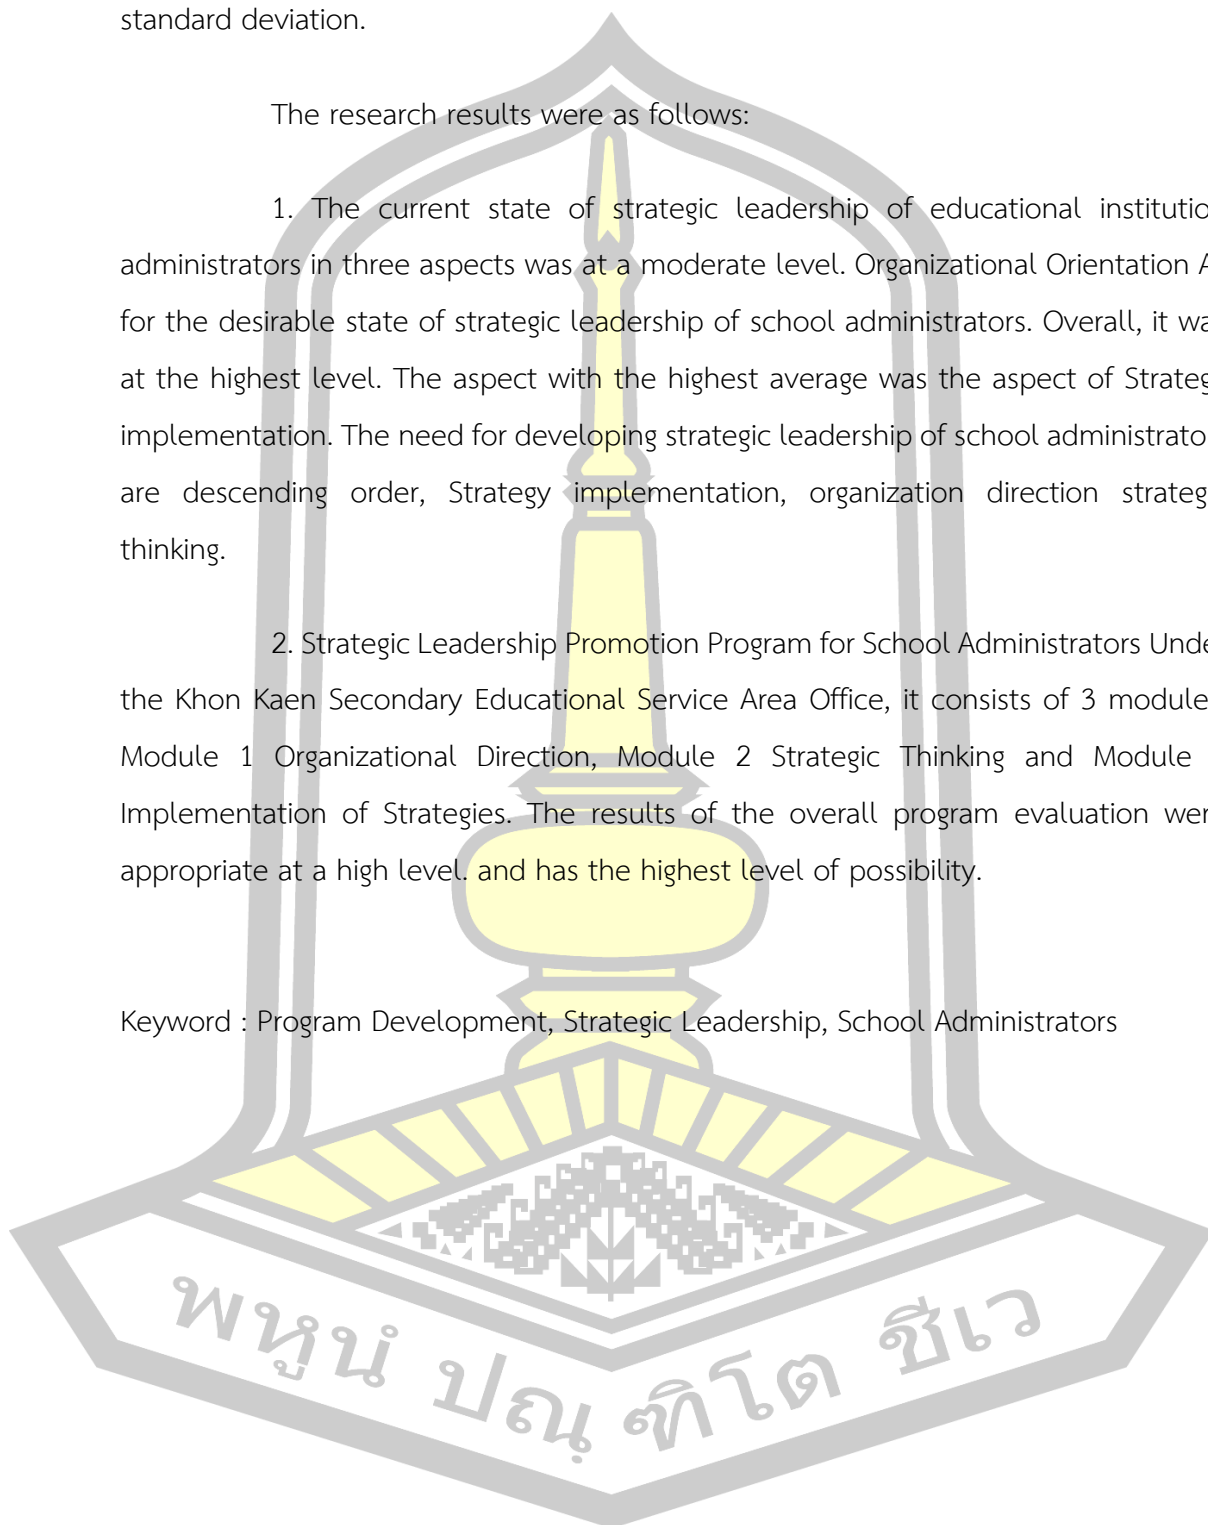 standard deviation.
The research results were as follows:
1. The current state of strategic leadership of educational institution
administrators in three aspects was at a moderate level. Organizational Orientation A
for the desirable state of strategic leadership of school administrators. Overall, it wa
at the highest level. The aspect with the highest average was the aspect of Strateg
implementation. The need for developing strategic leadership of school administrato
are descending order, Strategy implementation, organization direction strateg
thinking.
2. Strategic Leadership Promotion Program for School Administrators Unde
the Khon Kaen Secondary Educational Service Area Office, it consists of 3 module
Module 1 Organizational Direction, Module 2 Strategic Thinking and Module
Implementation of Strategies. The results of the overall program evaluation wer
appropriate at a high level. and has the highest level of possibility.
Keyword : Program Development, Strategic Leadership, School Administrators
พหูนํ ปณฺฑิโต ชีเว